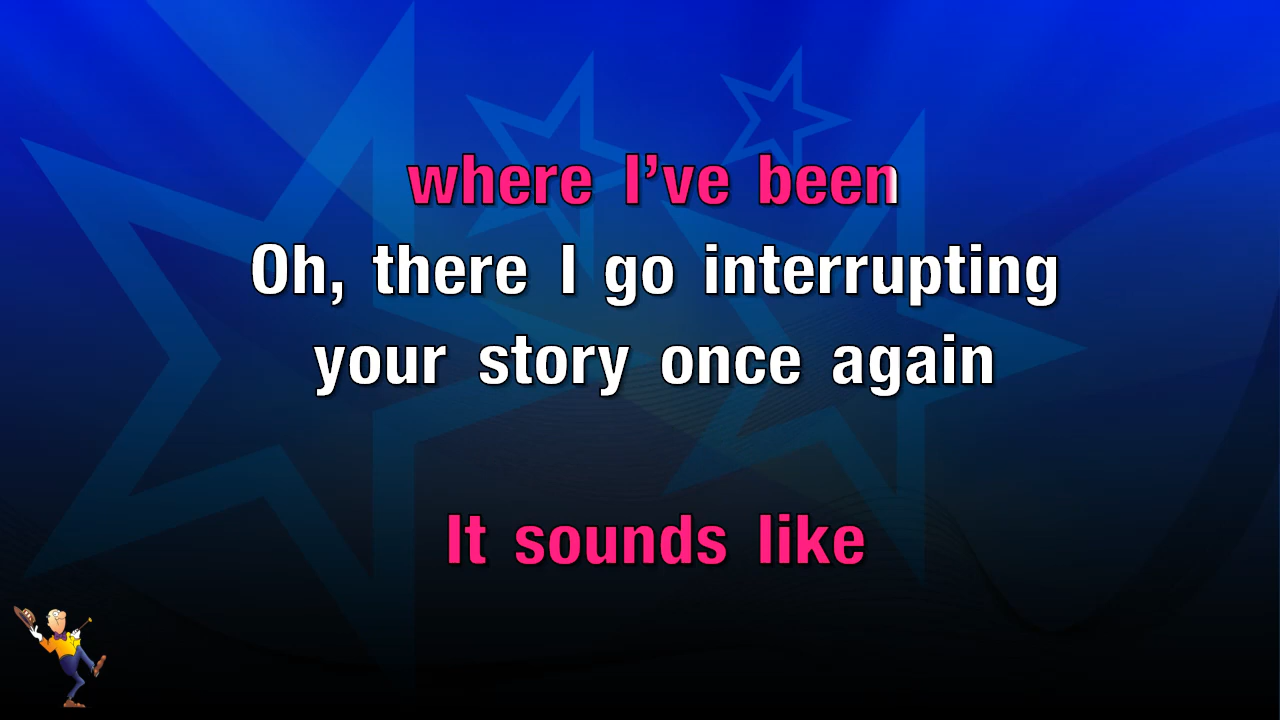 where I’ve been
Oh, there I go interrupting
your story once again
It sounds like